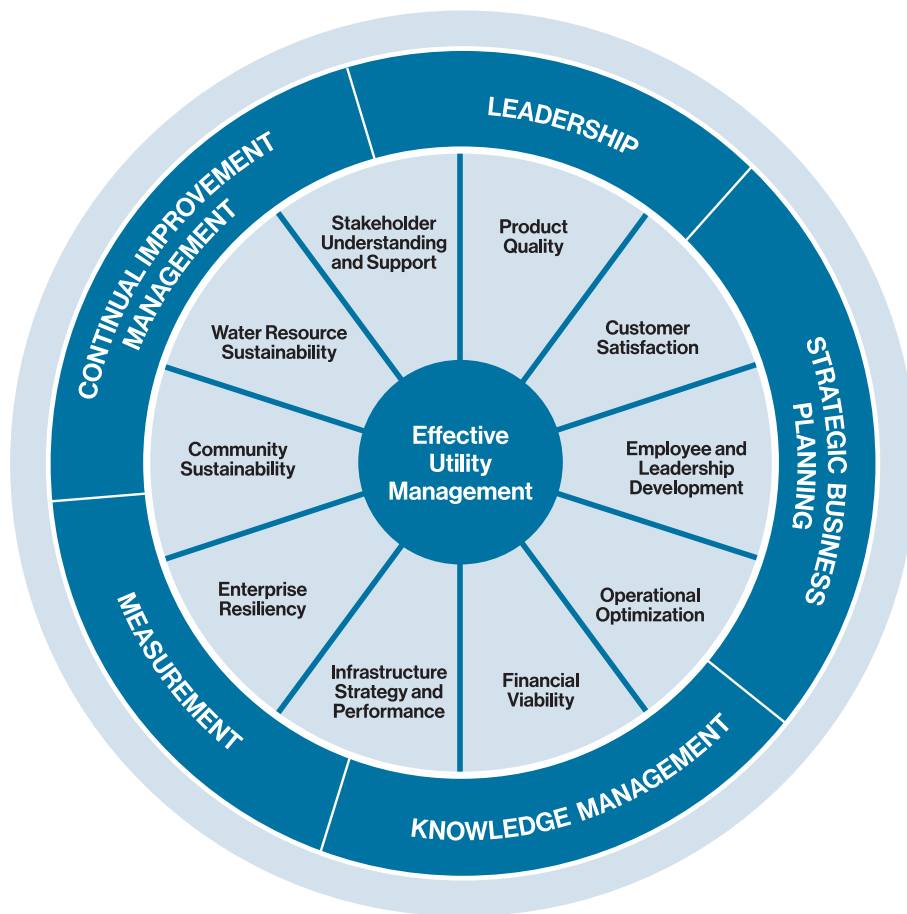 LEADERSHIP
STRATEGIC BUSINESS
PLANNING
KNOWLEDGE MANAGEMENT
MEASUREMENT
CONTINUAL IMPROVEMENT
MANAGEMENT
Product
Quality
Customer
Satisfaction
Employee and
Leadership
Development
Operational
Optimization
Financial
Viability
Infrastructure
Strategy and
Performance
Enterprise
Resiliency
Community
Sustainability
Water Resource
Sustainability
Stakeholder
Understanding
and Support
Effective
Utility
Management